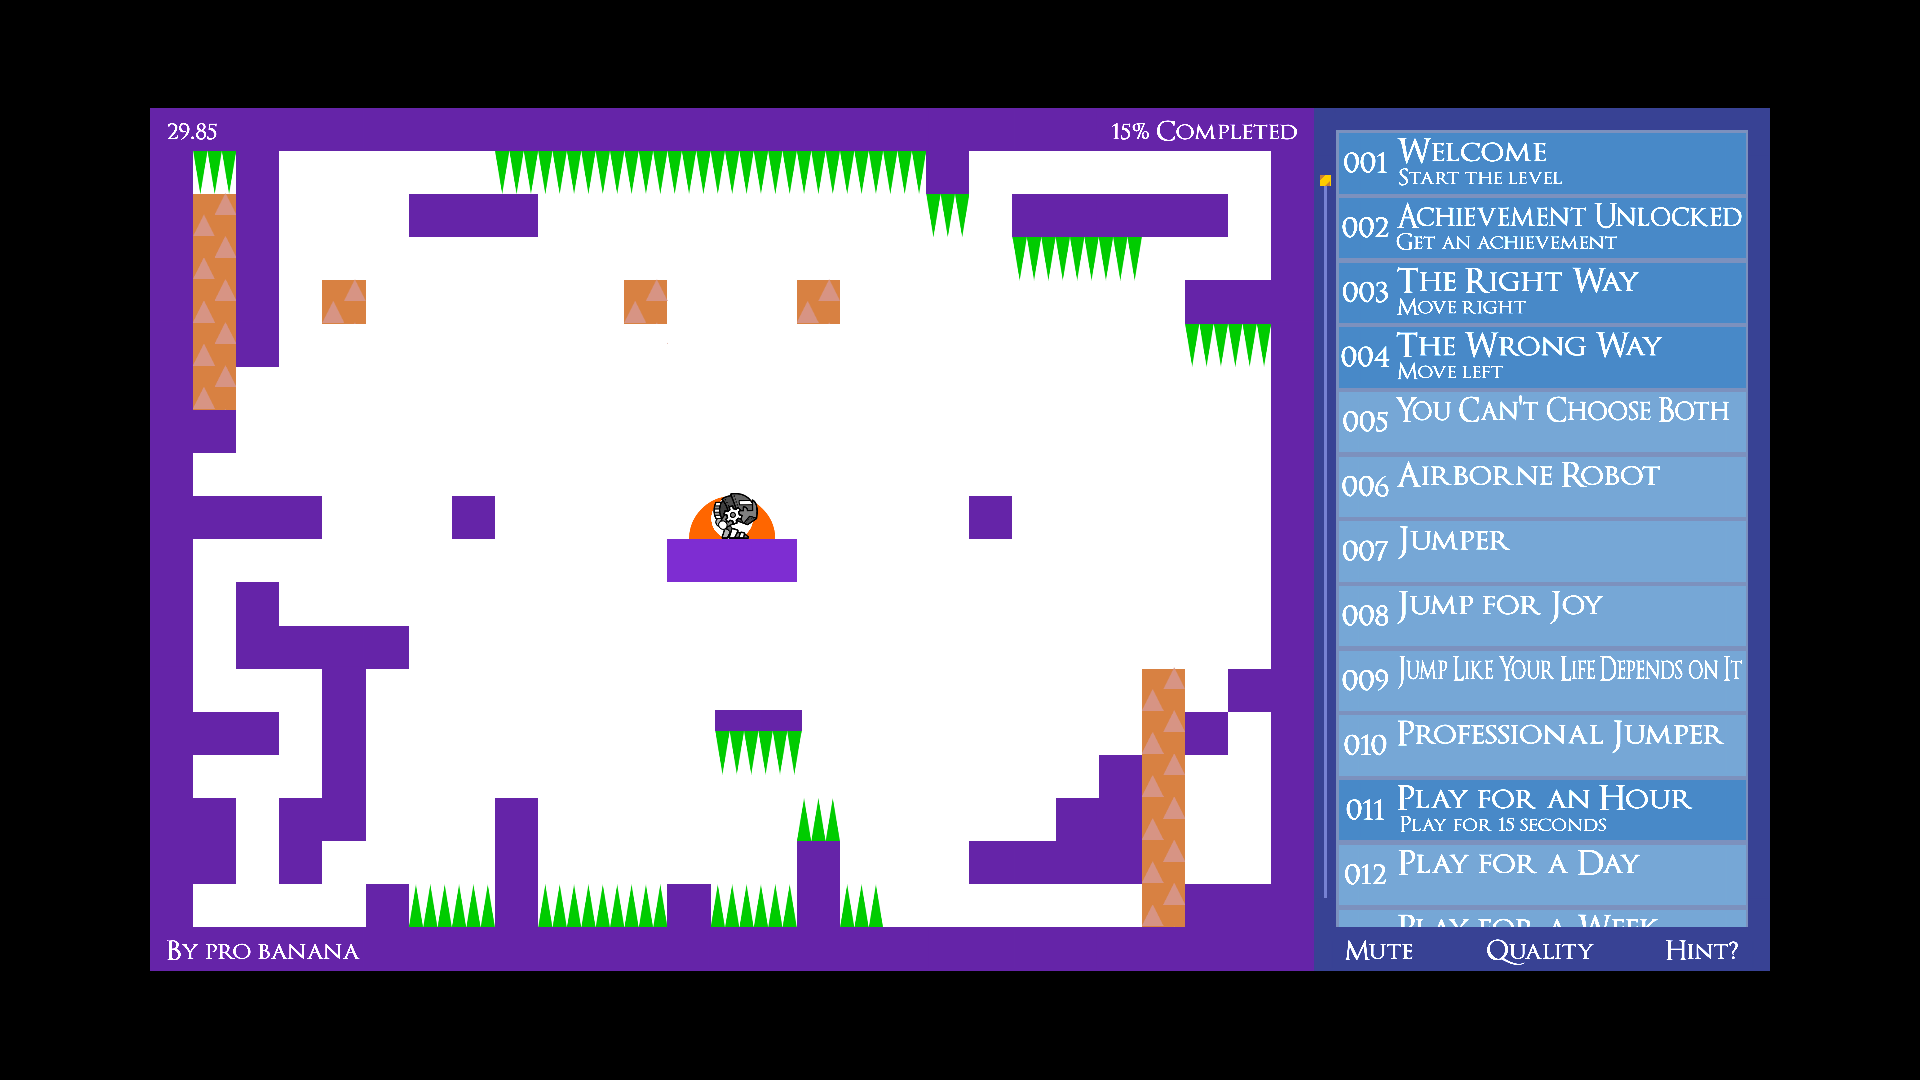 29.85
15% Completed
001 Welcome
Start the level
002 Achievement Unlocked
Get an achievement
003 The Right Way
Move right
004 The Wrong Way
Move left
005 You Can't Choose Both
006 Airborne Robot
007 Jumper
008 Jump for Joy
009 Jump Like Your Life Depends on It
010 Professional Jumper
011 Play for an Hour
Play for 15 seconds
012 Play for a Day
Play for a Week
By pro banana
Mute Quality Hint?